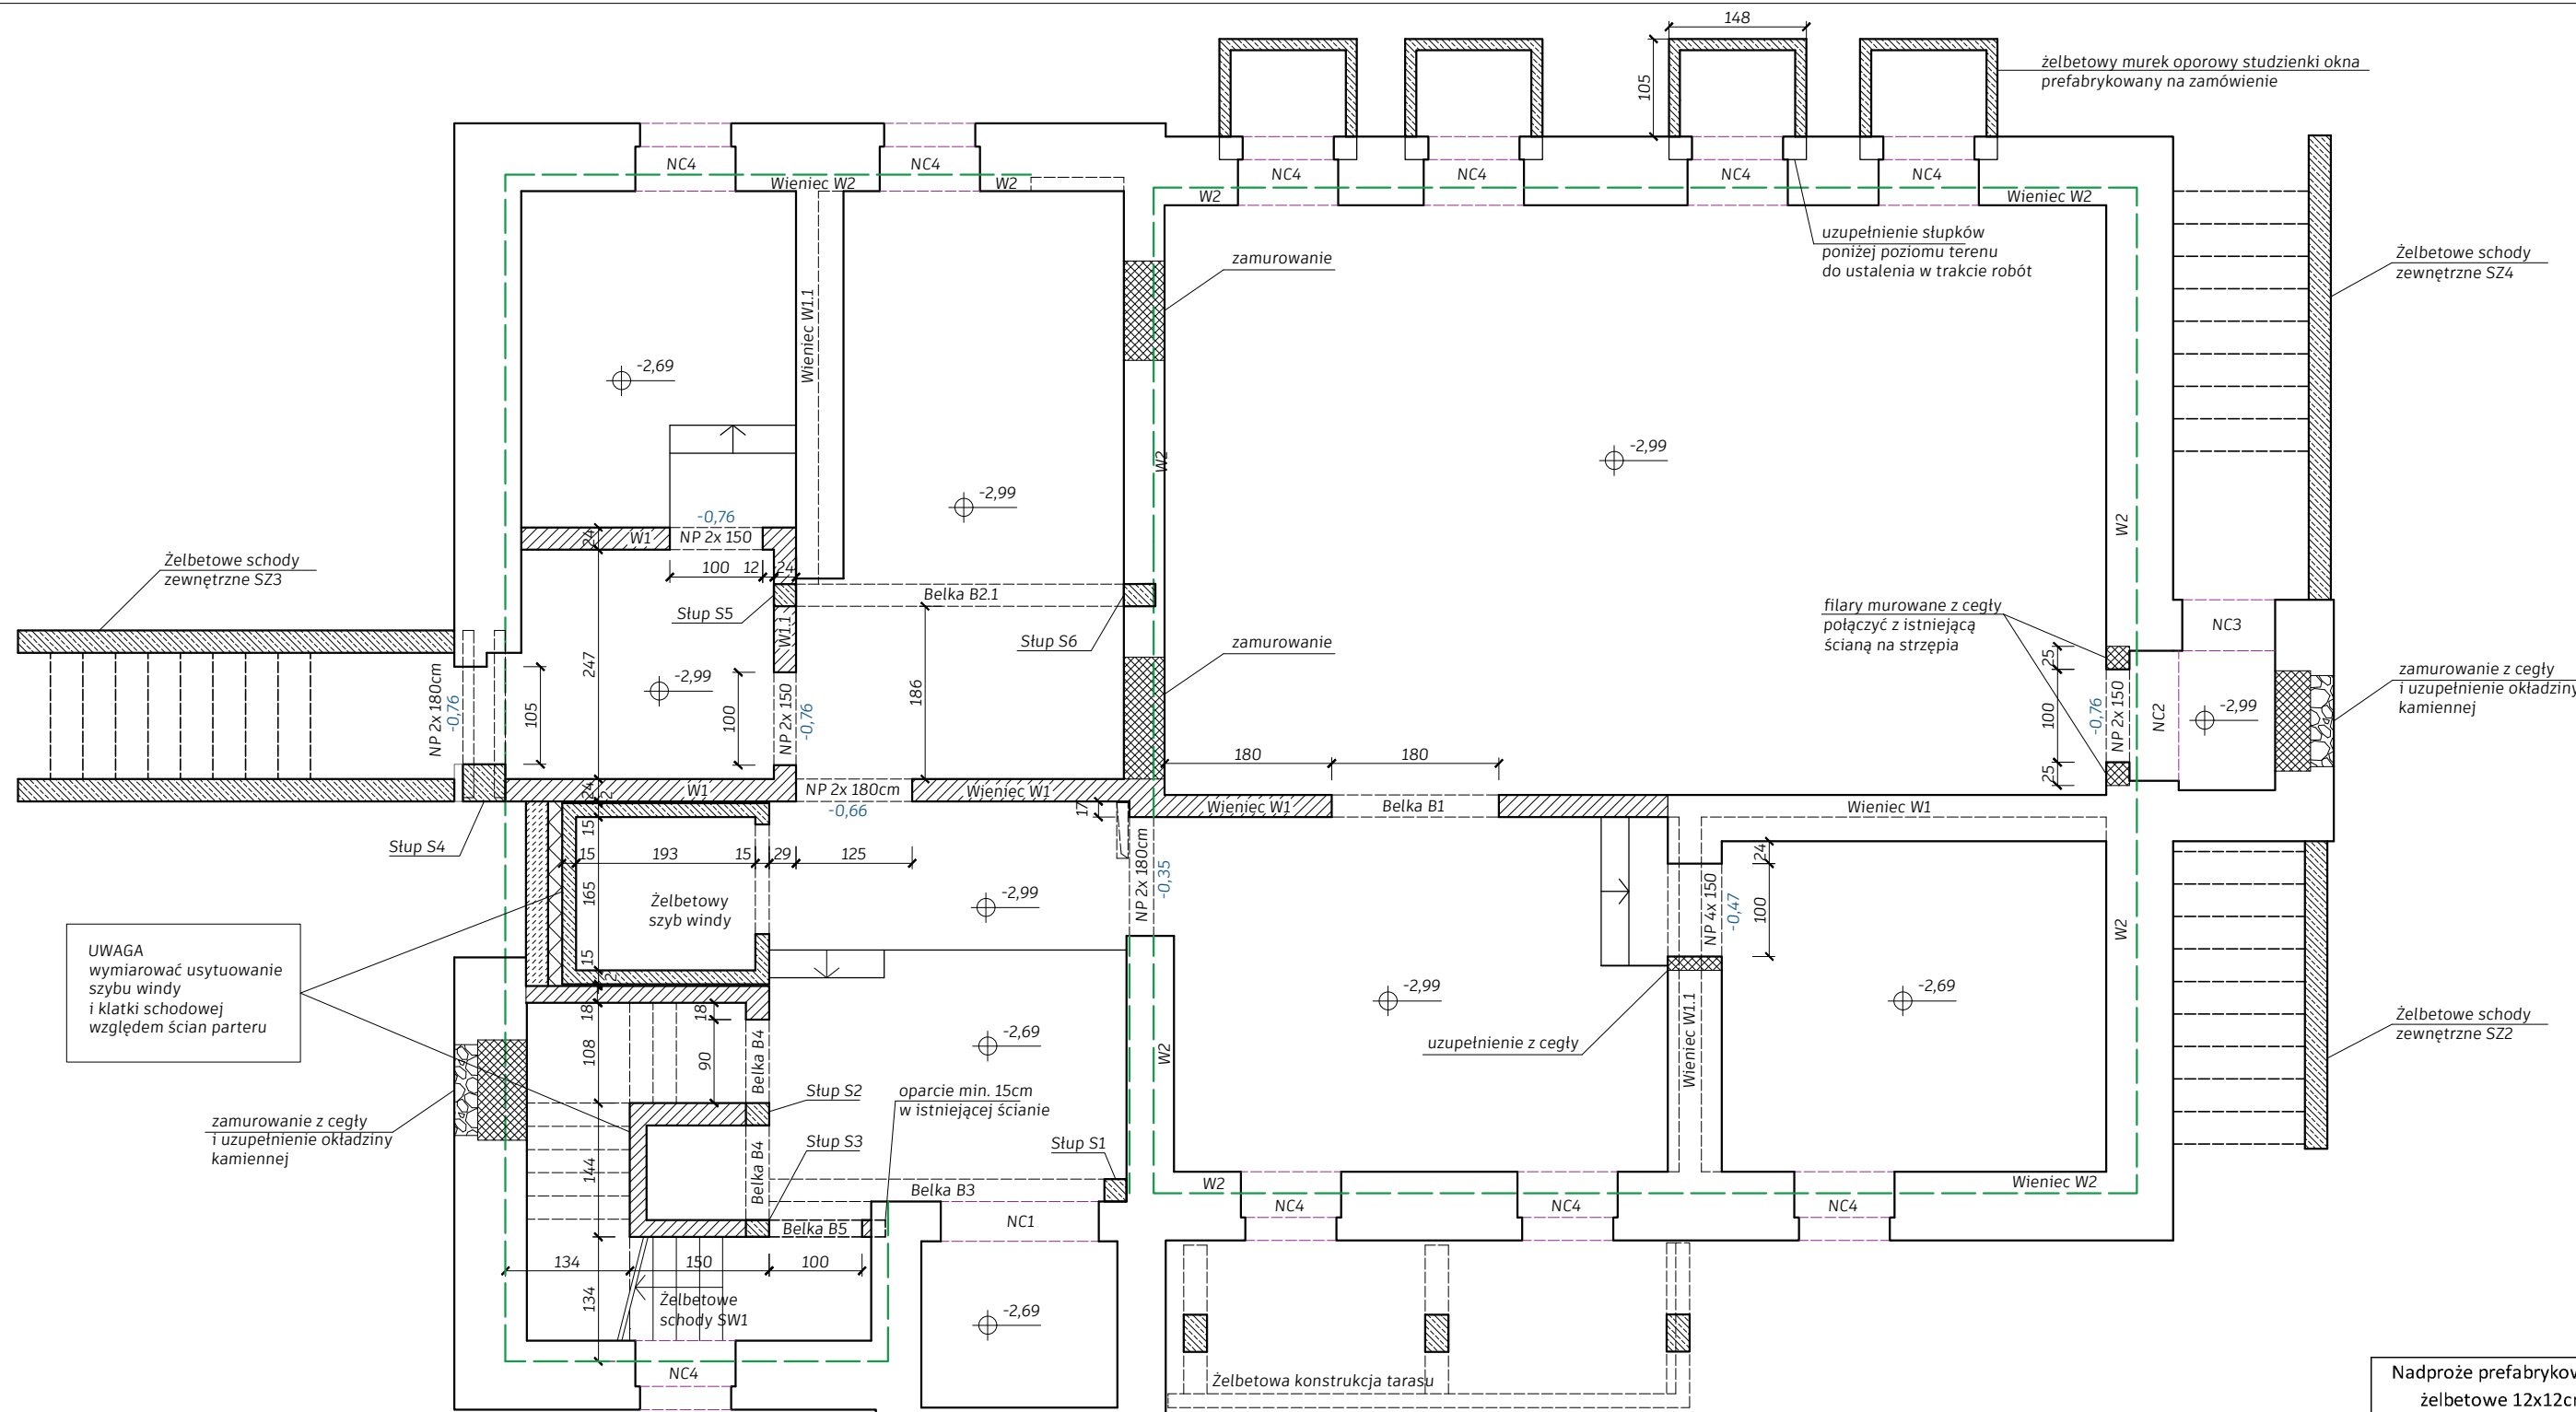 148
105
żelbetowy murek oporowy studzienki okna
prefabrykowany na zamówienie
NC4
NC4
NC4
NC4
NC4
NC4
Wieniec W2
W2
W2
Wieniec W2
uzupełnienie słupków
poniżej poziomu terenu
do ustalenia w trakcie robót
zamurowanie
Żelbetowe schody
zewnętrzne SZ4
Wieniec W1.1
-2,69
-2,99
W2
-2,99
W2
-0,76
NP 2x 150
W1
24
100
12
24
Żelbetowe schody
zewnętrzne SZ3
Belka B2.1
Słup S5
W1.1
Słup S6
zamurowanie
filary murowane z cegły
połączyć z istniejącą
ścianą na strzępia
NC3
247
-2,99
186
105
100
NP 2x 180cm
-0,76
NP 2x 150
-0,76
25
100
25
-0,76
NP 2x 150
NC2
-2,99
zamurowanie z cegły
i uzupełnienie okładziny
kamiennej
180
180
W1
NP 2x 180cm
-0,66
Wieniec W1
17
Wieniec W1
Belka B1
Wieniec W1
24
2
15
Słup S4
15
193
15
29
125
165
Żelbetowy
szyb windy
-2,99
NP 2x 180cm
-0,35
24
100
NP 4x 150
-0,47
W2
UWAGA
wymiarować usytuowanie
szybu windy
i klatki schodowej
względem ścian parteru
15
2
18
18
108
90
Belka B4
-2,69
W2
-2,99
uzupełnienie z cegły
Wieniec W1.1
-2,69
Żelbetowe schody
zewnętrzne SZ2
Słup S2
oparcie min. 15cm
w istniejącej ścianie
zamurowanie z cegły
i uzupełnienie okładziny
kamiennej
Słup S3
Słup S1
144
Belka B4
Belka B3
W2
Wieniec W2
NC4
NC4
NC4
Belka B5
NC1
134
150
100
134
Żelbetowe
schody SW1
-2,69
NC4
Żelbetowa konstrukcja tarasu
Nadproże prefabrykow
żelbetowe 12x12cm